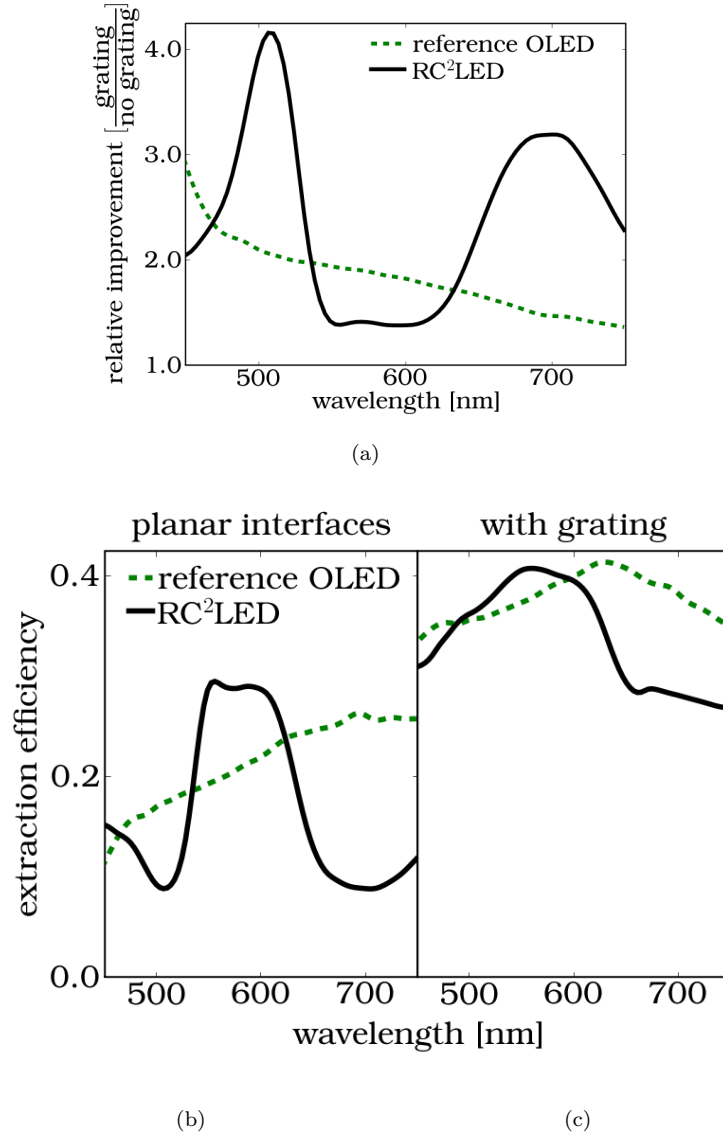 relative improvement [grating/no grating]
4.0
3.0
2.0
1.0
reference OLED
RC²LED
500
600
700
wavelength [nm]
(a)
planar interfaces
with grating
extraction efficiency
0.4
0.2
0.0
reference OLED
RC²LED
500
600
700
500
600
700
wavelength [nm]
(b)
(c)